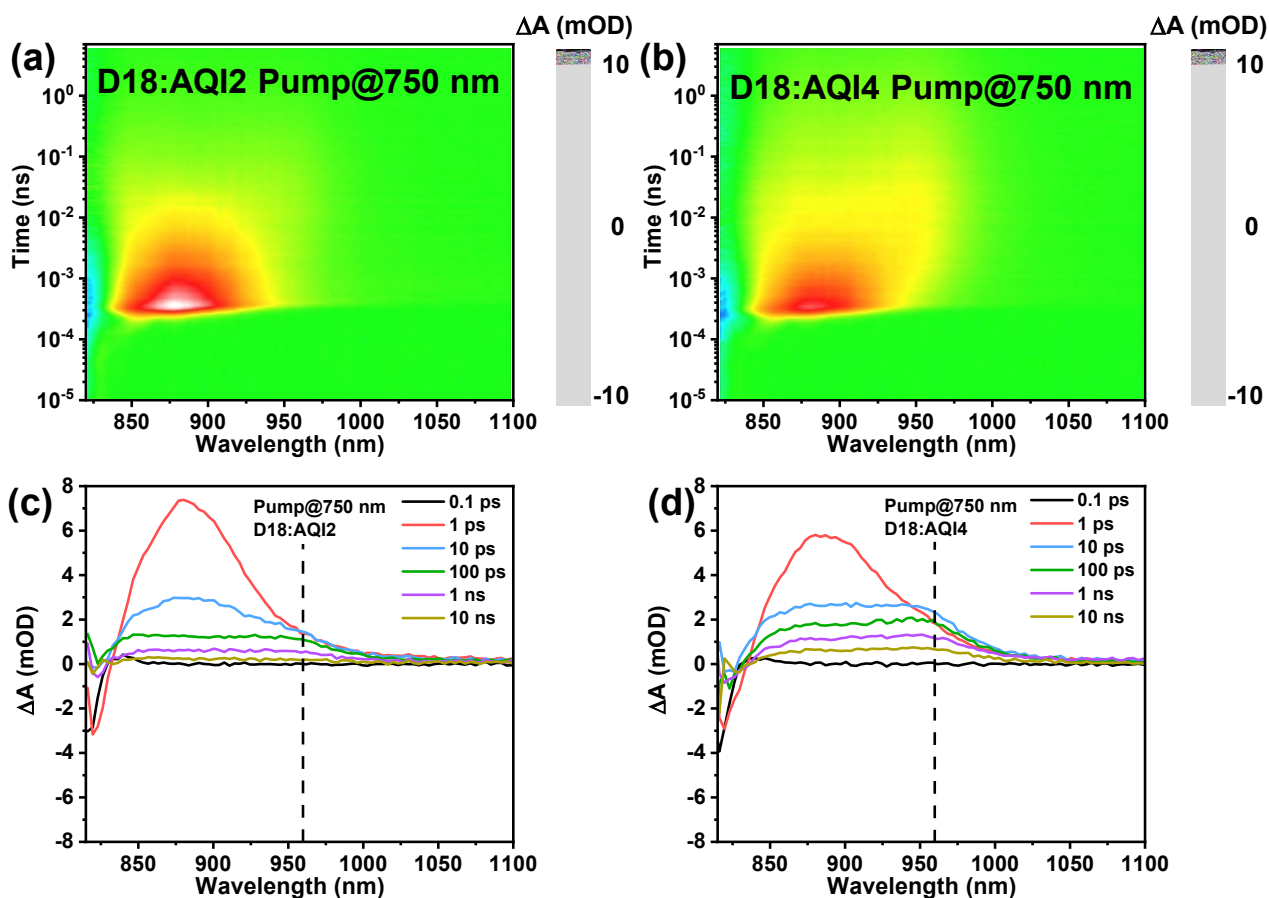 ΔA (mOD)
ΔA (mOD)
(a)
D18:AQI2 Pump@750 nm
10
0
-10
10⁰
10⁻¹
10⁻²
10⁻³
10⁻⁴
10⁻⁵
Time (ns)
850 900 950 1000 1050 1100
Wavelength (nm)
(b)
D18:AQI4 Pump@750 nm
10
0
-10
10⁰
10⁻¹
10⁻²
10⁻³
10⁻⁴
10⁻⁵
Time (ns)
850 900 950 1000 1050 1100
Wavelength (nm)
(c)
Pump@750 nm
D18:AQI2
0.1 ps
1 ps
10 ps
100 ps
1 ns
10 ns
8
6
4
2
0
-2
-4
-6
-8
ΔA (mOD)
850 900 950 1000 1050 1100
Wavelength (nm)
(d)
Pump@750 nm
D18:AQI4
0.1 ps
1 ps
10 ps
100 ps
1 ns
10 ns
8
6
4
2
0
-2
-4
-6
-8
ΔA (mOD)
850 900 950 1000 1050 1100
Wavelength (nm)